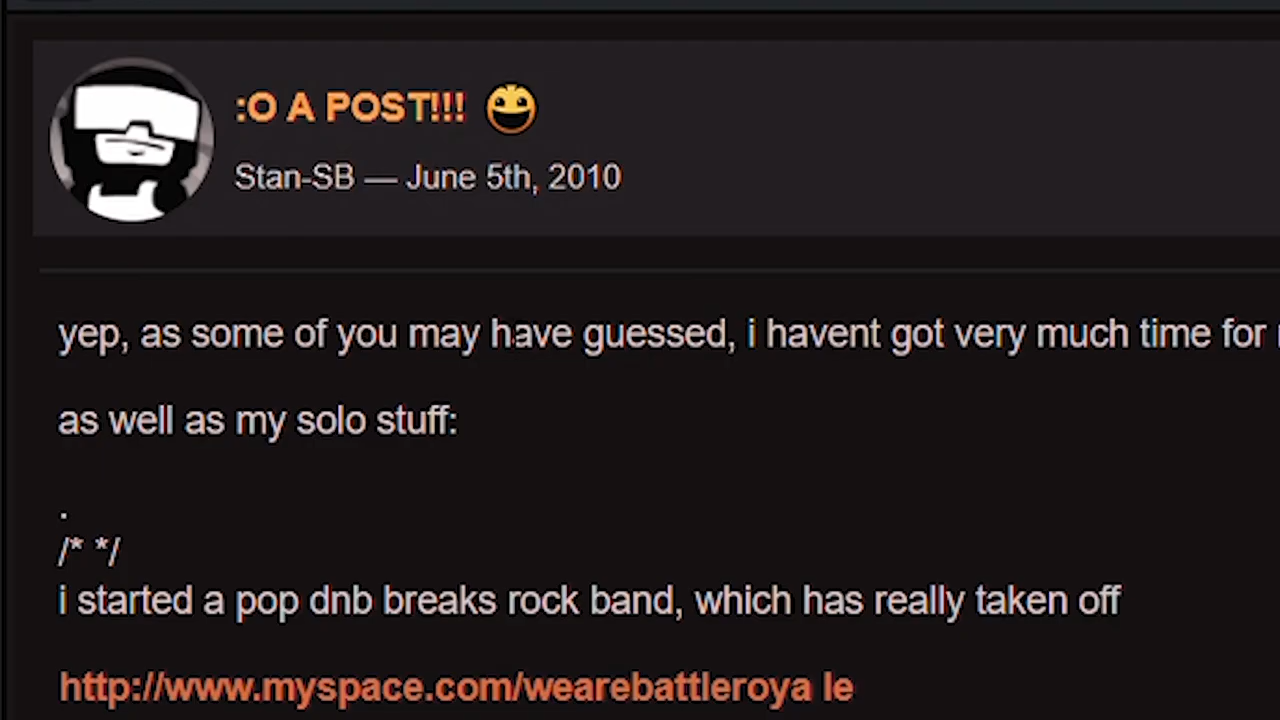 :O A POST!!!
Stan-SB — June 5th, 2010
yep, as some of you may have guessed, i havent got very much time for
as well as my solo stuff:
.
/* */
i started a pop dnb breaks rock band, which has really taken off
http://www.myspace.com/wearebattleroya le